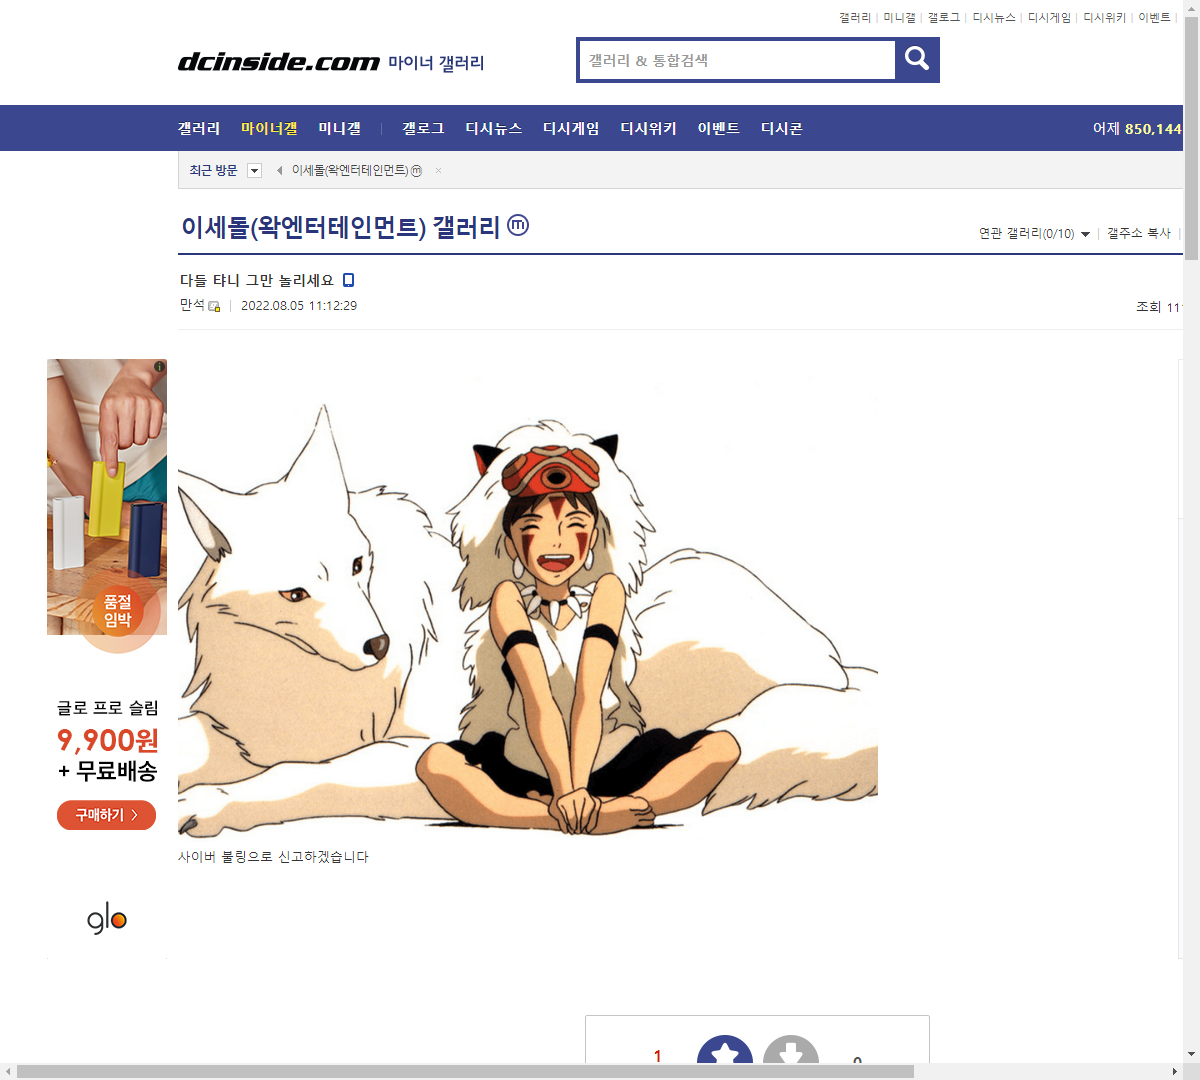 갤러리 | 미니갤 | 갤로그 | 디시뉴스 | 디시게임 | 디시위키 | 이벤트 |
dcinside.com 마이너 갤러리
갤러리 & 통합검색
갤러리 마이너갤 미니갤 | 갤로그 디시뉴스 디시게임 디시위키 이벤트 디시콘
어제 850,144
최근 방문
이세돌(왁엔터테인먼트) ⓜ ×
이세돌(왁엔터테인먼트) 갤러리 ⓜ
연관 갤러리(0/10) | 갤주소 복사 |
다들 탸니 그만 놀리세요
만석 | 2022.08.05 11:12:29
조회 11
품절
임박
글로 프로 슬림
9,900원
+ 무료배송
구매하기 >
glo
사이버 불링으로 신고하겠습니다
1
0